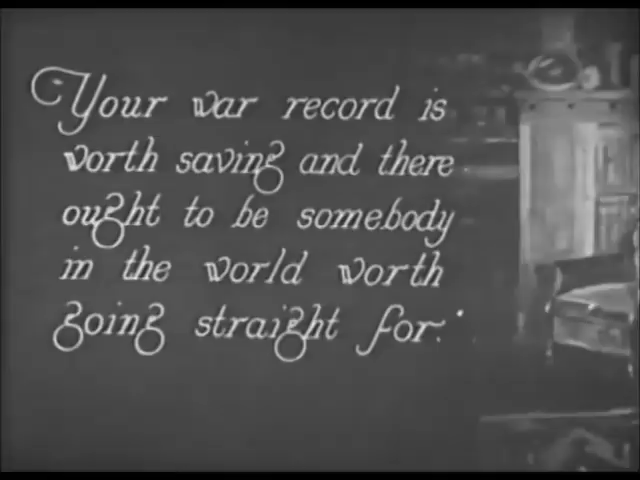 Your war record is
worth saving and there
ought to be somebody
in the world worth
going straight for."